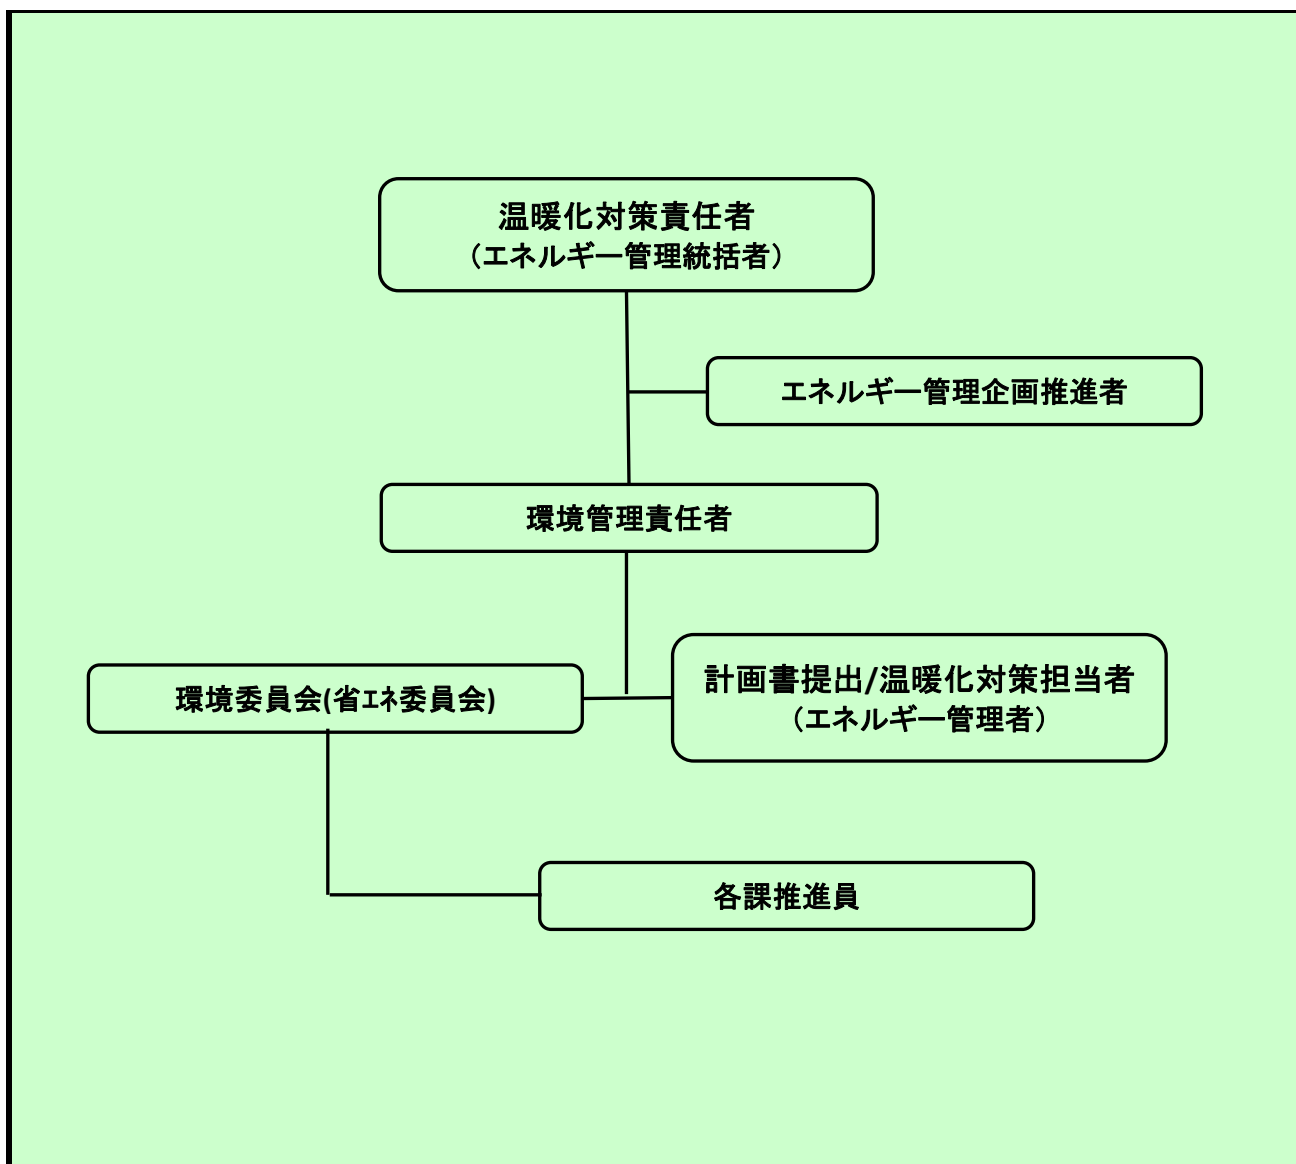 温暖化対策責任者
（エネルギー管理統括者）
エネルギー管理企画推進者
環境管理責任者
計画書提出/温暖化対策担当者
（エネルギー管理者）
環境委員会(省ｴﾈ委員会)
各課推進員